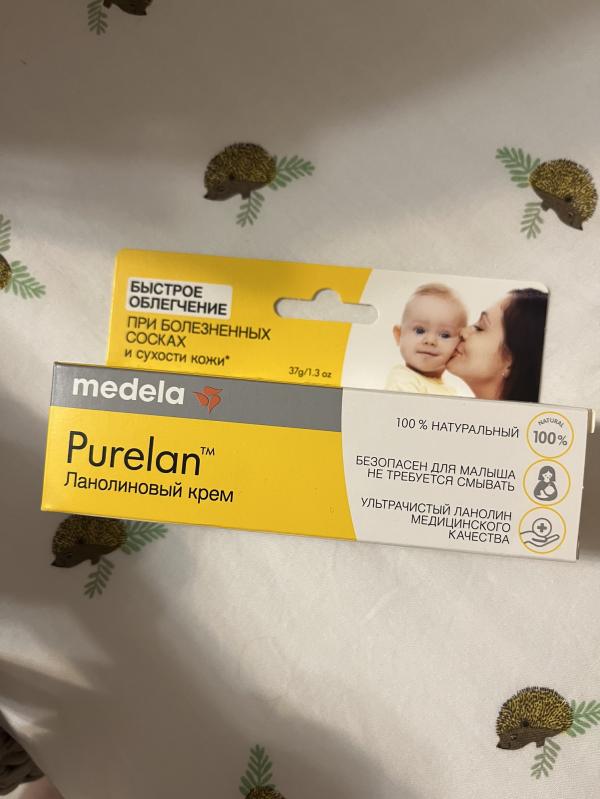 БЫСТРОЕ
ОБЛЕГЧЕНИЕ
ПРИ БОЛЕЗНЕННЫХ
СОСКАХ
и сухости кожи*
37g/1.3 oz
medela
Purelan™
Ланолиновый крем
100 % НАТУРАЛЬНЫЙ
NATURAL
100%
БЕЗОПАСЕН ДЛЯ МАЛЫША
НЕ ТРЕБУЕТСЯ СМЫВАТЬ
УЛЬТРАЧИСТЫЙ ЛАНОЛИН
МЕДИЦИНСКОГО
КАЧЕСТВА